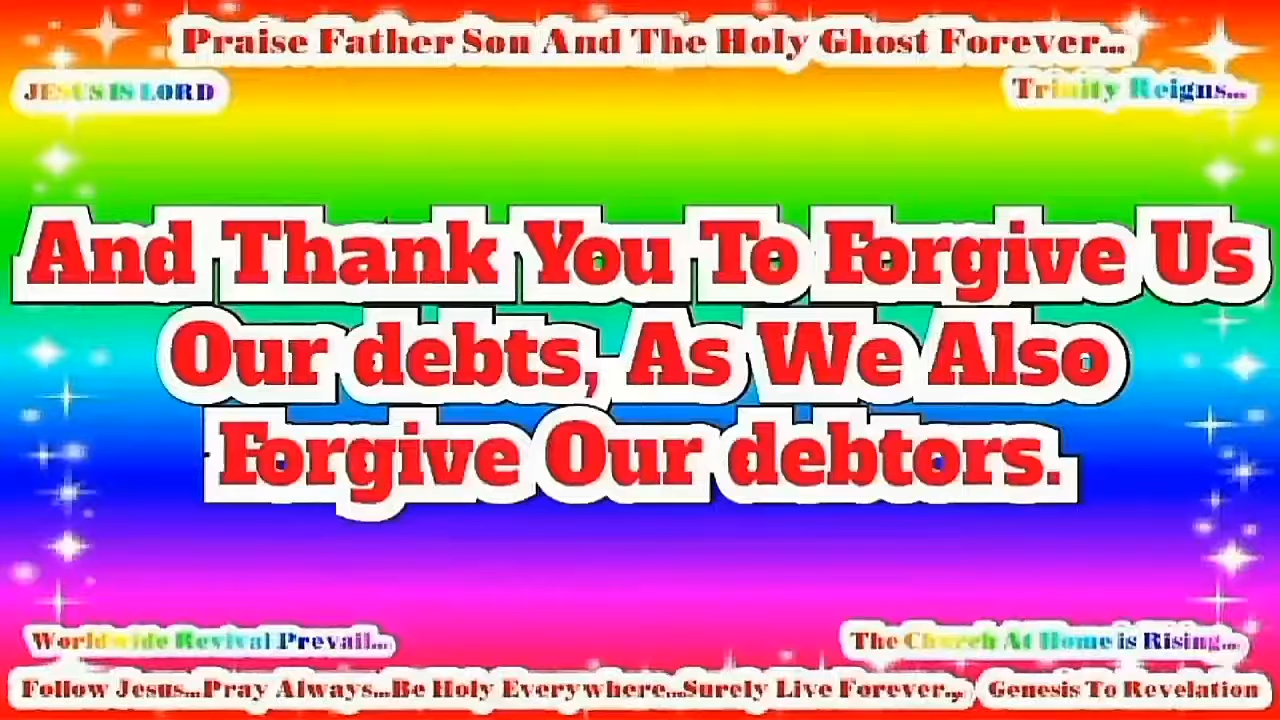 Praise Father Son And The Holy Ghost Forever...
JESUS IS LORD
Trinity Reigns...
And Thank You To Forgive Us
Our debts, As We Also
Forgive Our debtors.
Worldwide Revival Prevail...
The Church At Home is Rising...
Follow Jesus...Pray Always...Be Holy Everywhere...Surely Live Forever..,
Genesis To Revelation